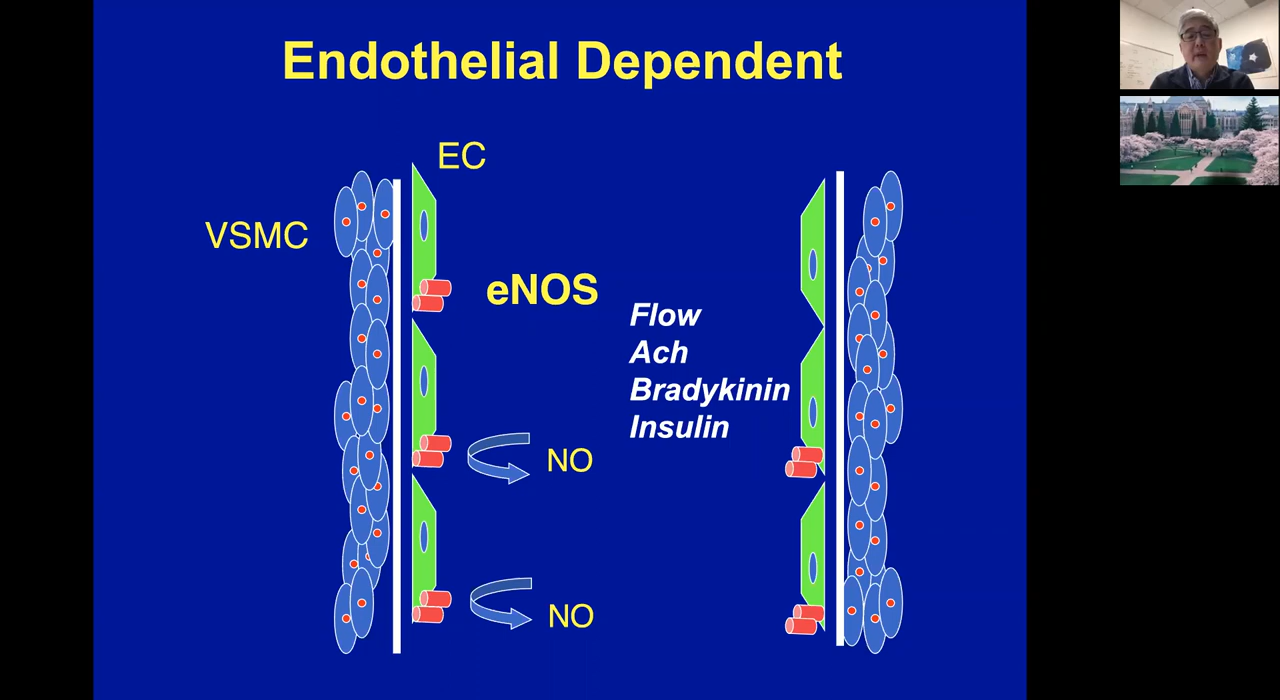 Endothelial Dependent
EC
VSMC
eNOS
Flow
Ach
Bradykinin
Insulin
NO
NO